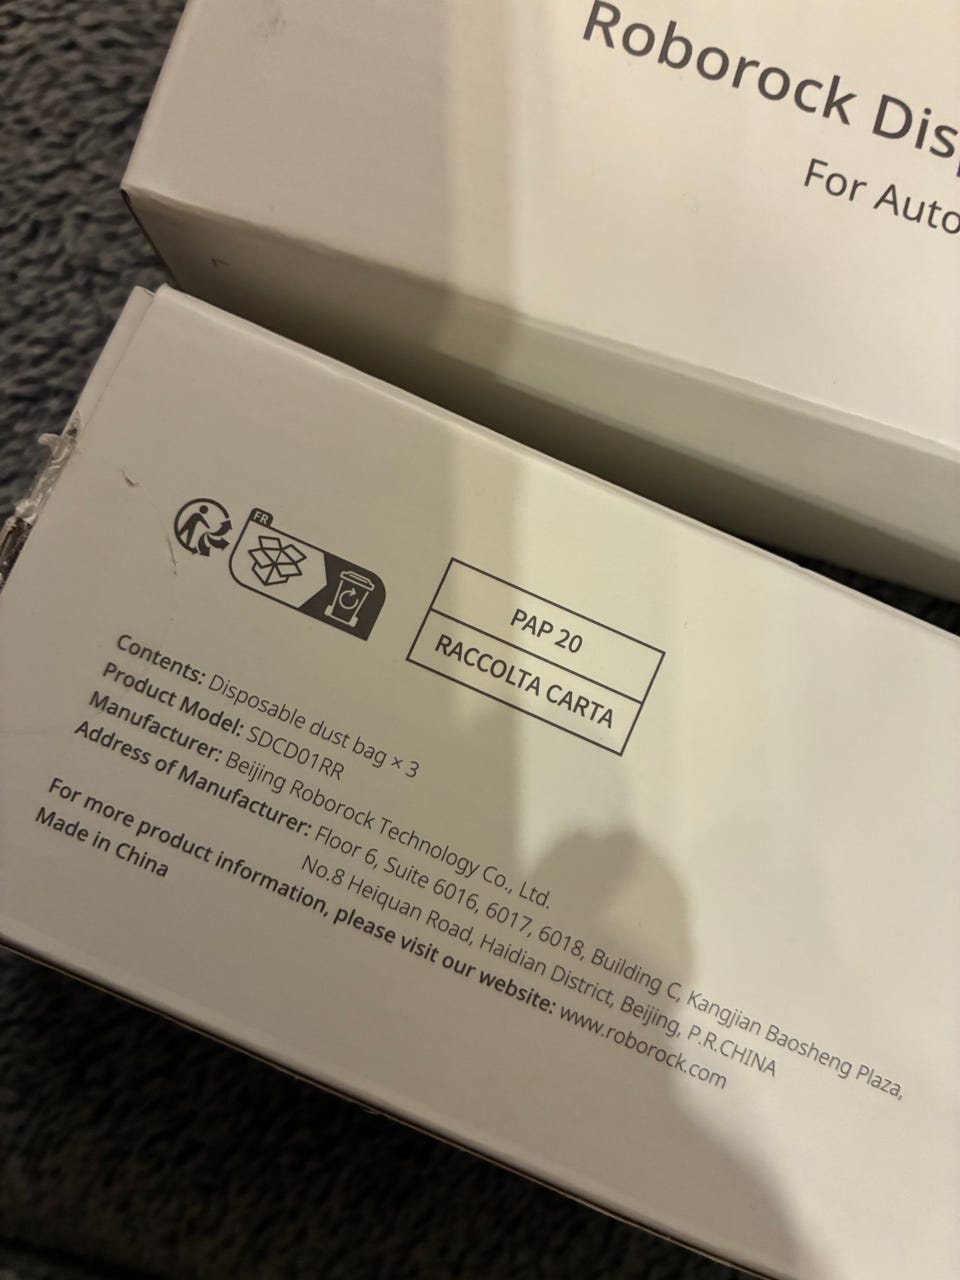 Roborock
For
FR
PAP 20
RACCOLTA CARTA
Contents: Disposable dust bag × 3
Product Model: SDCD01RR
Manufacturer: Beijing Roborock Technology Co., Ltd.
Address of Manufacturer: Floor 6, Suite 6016, 6017, 6018, Building C, Kangjian Baosheng Plaza,
No.8 Heiquan Road, Haidian District, Beijing, P.R.CHINA
For more product information, please visit our website: www.roborock.com
Made in China